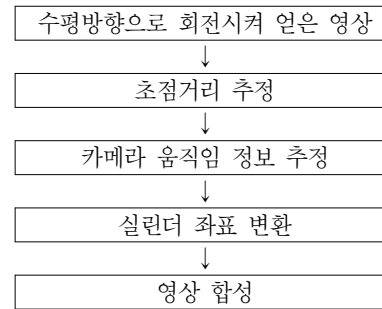 수평방향으로 회전시켜 얻은 영상
↓
초점거리 추정
↓
카메라 움직임 정보 추정
↓
실린더 좌표 변환
↓
영상 합성